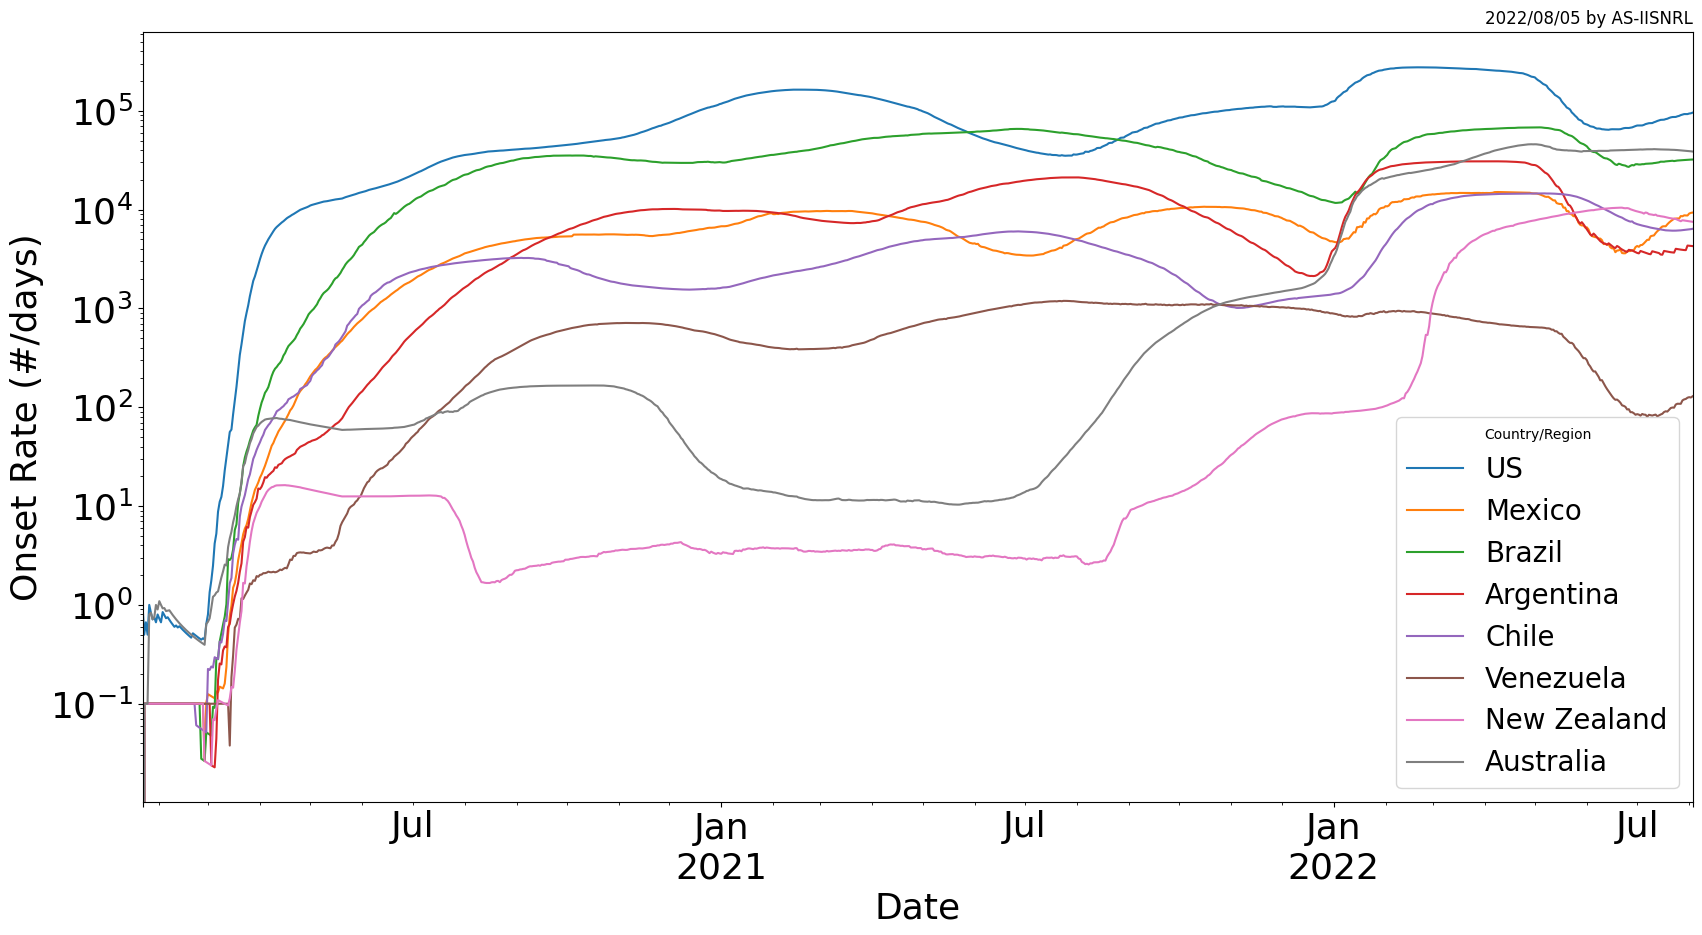 2022/08/05 by AS-IISNRL
Onset Rate (#/days)
10^5
10^4
10^3
10^2
10^1
10^0
10^−1
Country/Region
US
Mexico
Brazil
Argentina
Chile
Venezuela
New Zealand
Australia
Jul
Jan
2021
Jul
Jan
2022
Jul
Date